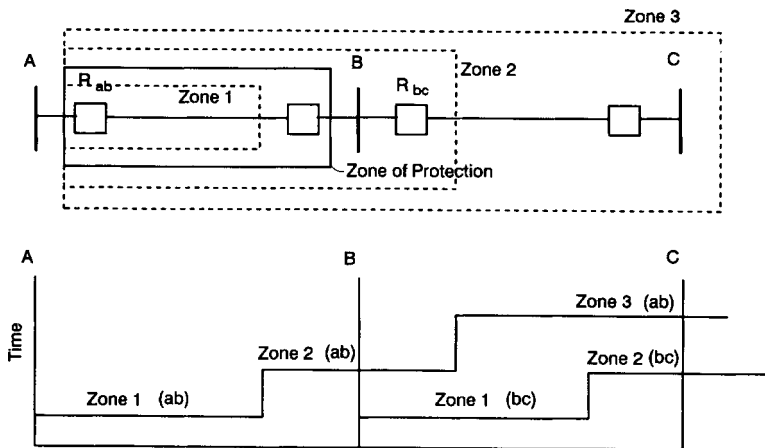 Zone 3
A
B
Zone 2
C
R ab
Zone 1
R bc
Zone of Protection
A
B
C
Time
Zone 3 (ab)
Zone 2 (ab)
Zone 2 (bc)
Zone 1 (ab)
Zone 1 (bc)